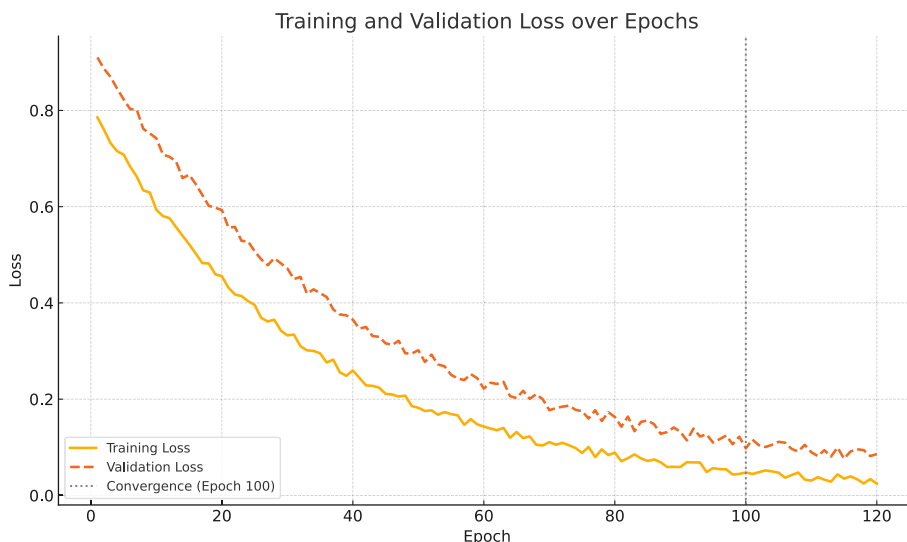 Training and Validation Loss over Epochs
Loss
0.8
0.6
0.4
0.2
0.0
Training Loss
Validation Loss
Convergence (Epoch 100)
0 20 40 60 80 100 120
Epoch